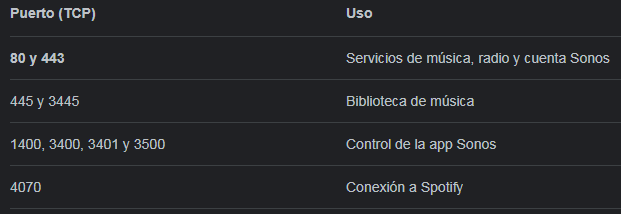 Puerto (TCP) Uso
80 y 443 Servicios de música, radio y cuenta Sonos
445 y 3445 Biblioteca de música
1400, 3400, 3401 y 3500 Control de la app Sonos
4070 Conexión a Spotify